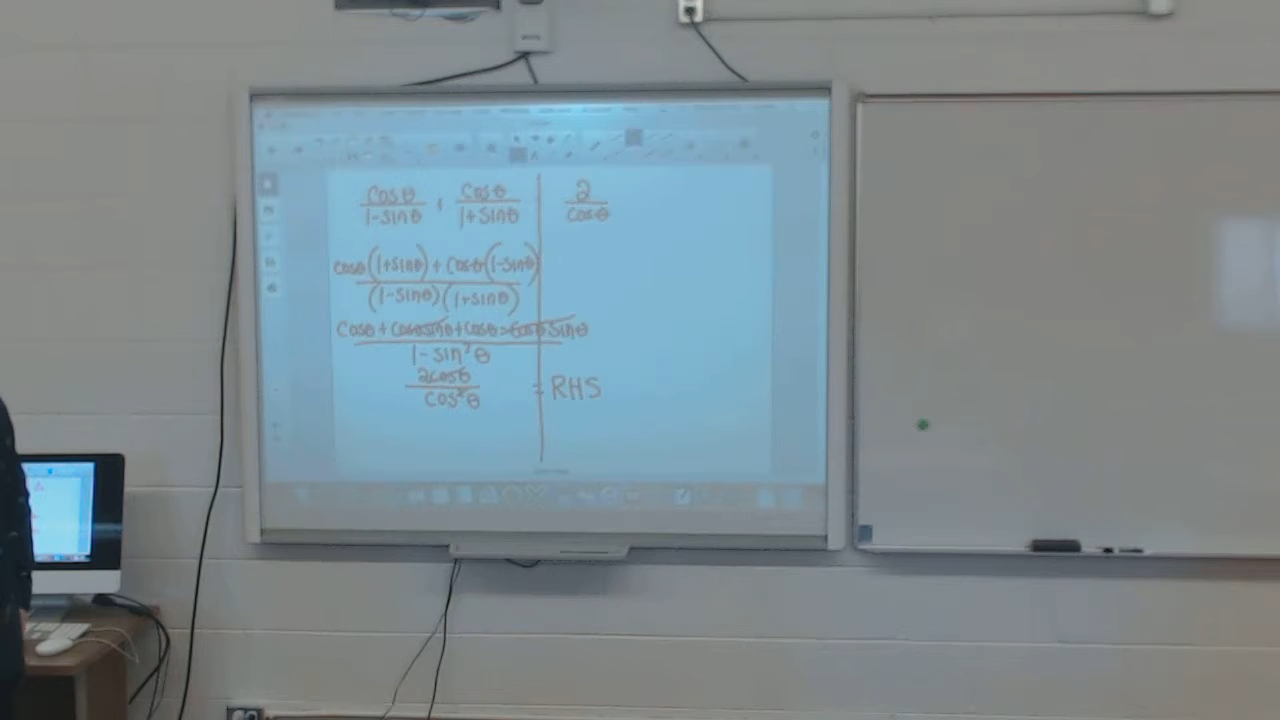 cosθ/(1-sinθ) + cosθ/(1+sinθ) | 2/cosθ
(cosθ(1+sinθ) + cosθ(1-sinθ))/((1-sinθ)(1+sinθ))
(cosθ + cosθsinθ + cosθ - cosθsinθ)/(1-sin²θ)
2cosθ/cos²θ = RHS